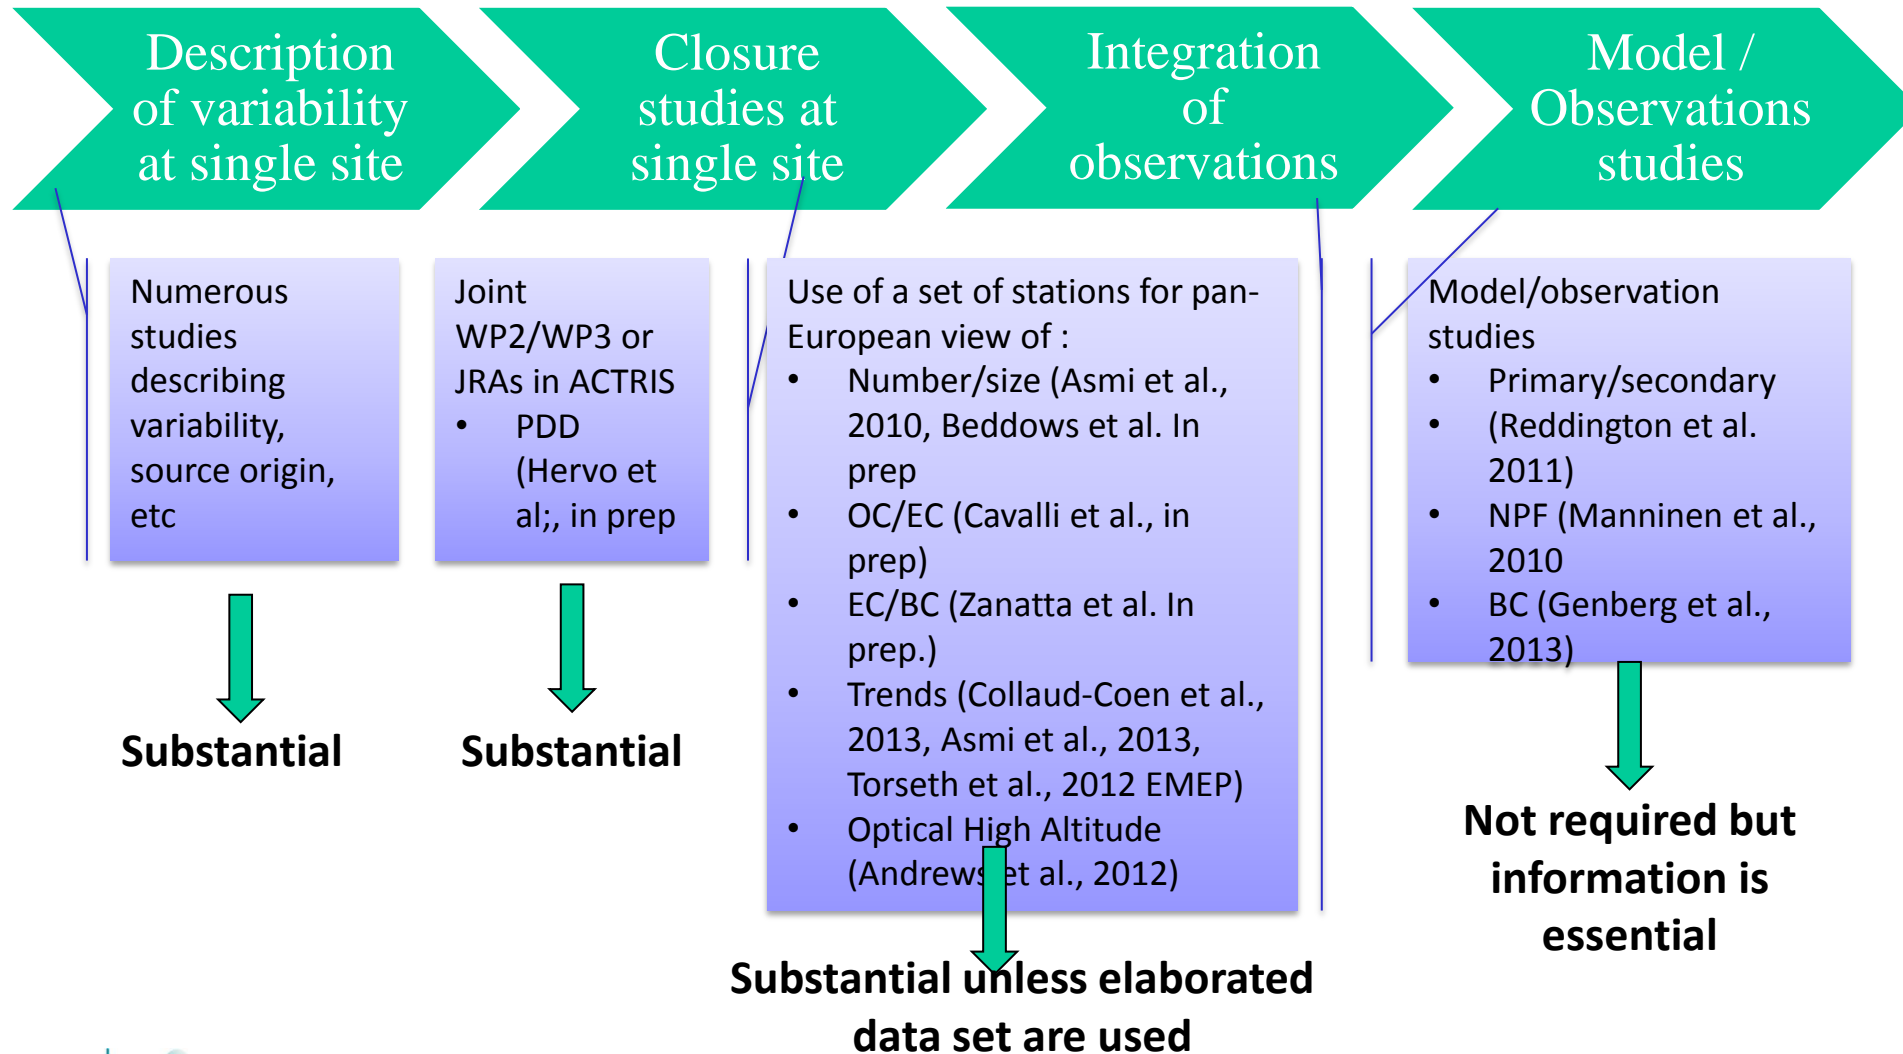 Description
of variability
at single site
Closure
studies at
single site
Integration
of
observations
Model /
Observations
studies
Numerous
studies
describing
variability,
source origin,
etc
Substantial
Joint
WP2/WP3 or
JRAs in ACTRIS
• PDD
(Hervo et
al;, in prep
Substantial
Use of a set of stations for pan-
European view of :
• Number/size (Asmi et al.,
2010, Beddows et al. In
prep
• OC/EC (Cavalli et al., in
prep)
• EC/BC (Zanatta et al. In
prep.)
• Trends (Collaud-Coen et al.,
2013, Asmi et al., 2013,
Torseth et al., 2012 EMEP)
• Optical High Altitude
(Andrews et al., 2012)
Substantial unless elaborated
data set are used
Model/observation
studies
• Primary/secondary
• (Reddington et al.
2011)
• NPF (Manninen et al.,
2010
• BC (Genberg et al.,
2013)
Not required but
information is
essential